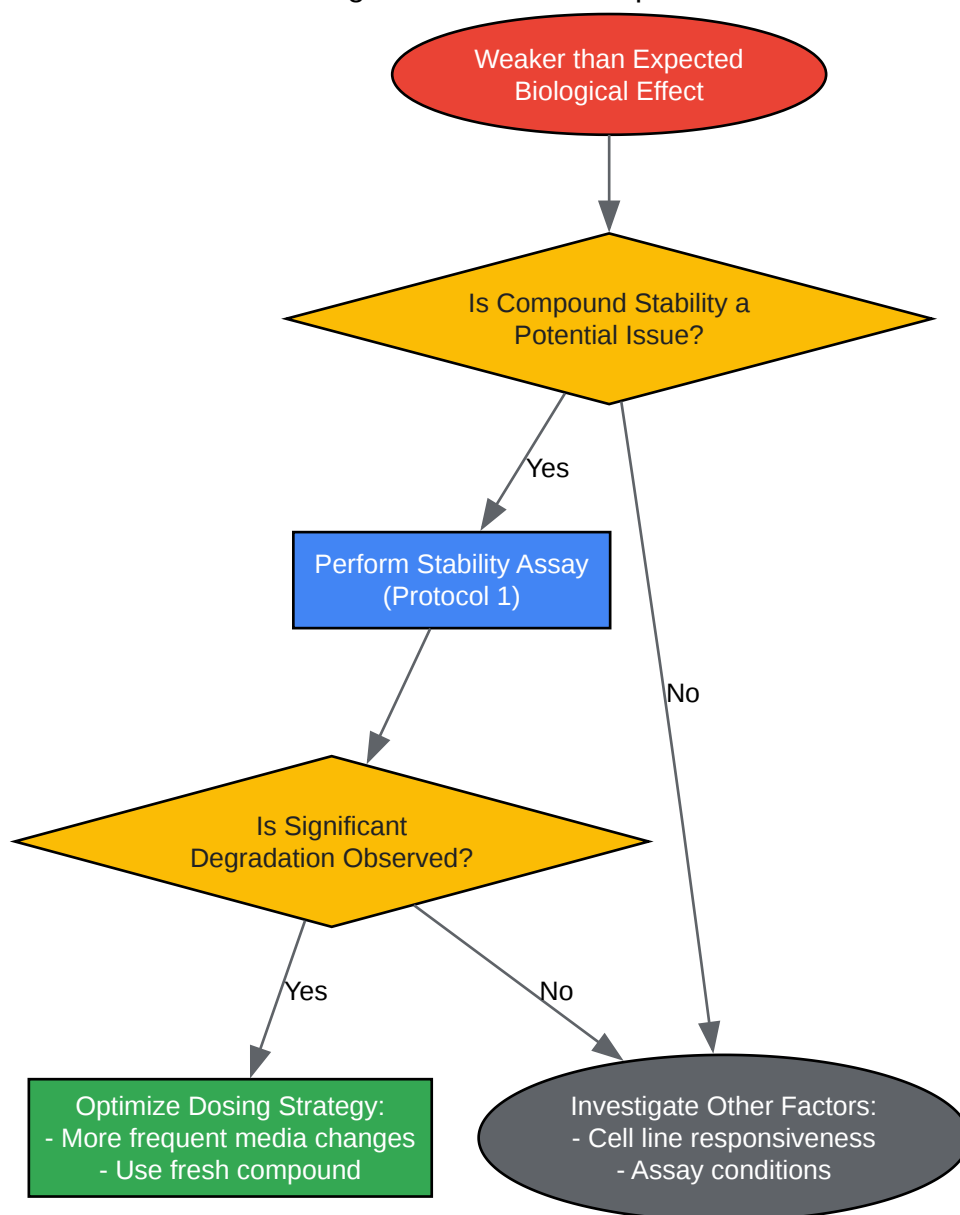 Weaker than Expected
Biological Effect
Is Compound Stability a
Potential Issue?
Yes
Perform Stability Assay
(Protocol 1)
No
Is Significant
Degradation Observed?
Yes
No
Optimize Dosing Strategy:
- More frequent media changes
- Use fresh compound
Investigate Other Factors:
- Cell line responsiveness
- Assay conditions